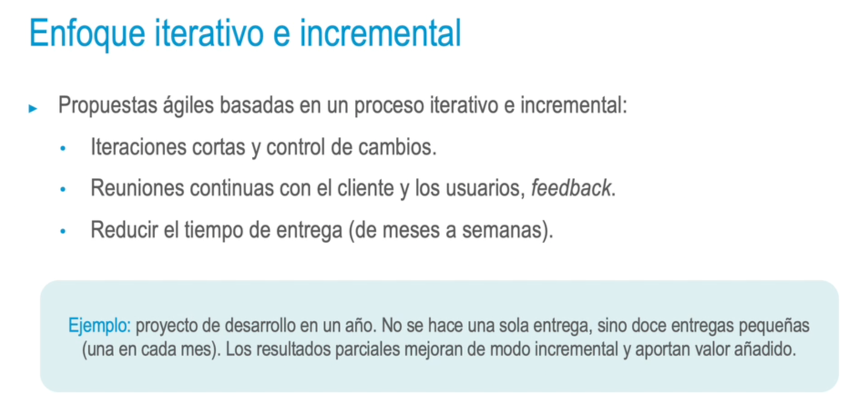 Enfoque iterativo e incremental
► Propuestas ágiles basadas en un proceso iterativo e incremental:
• Iteraciones cortas y control de cambios.
• Reuniones continuas con el cliente y los usuarios, feedback.
• Reducir el tiempo de entrega (de meses a semanas).
Ejemplo: proyecto de desarrollo en un año. No se hace una sola entrega, sino doce entregas pequeñas
(una en cada mes). Los resultados parciales mejoran de modo incremental y aportan valor añadido.